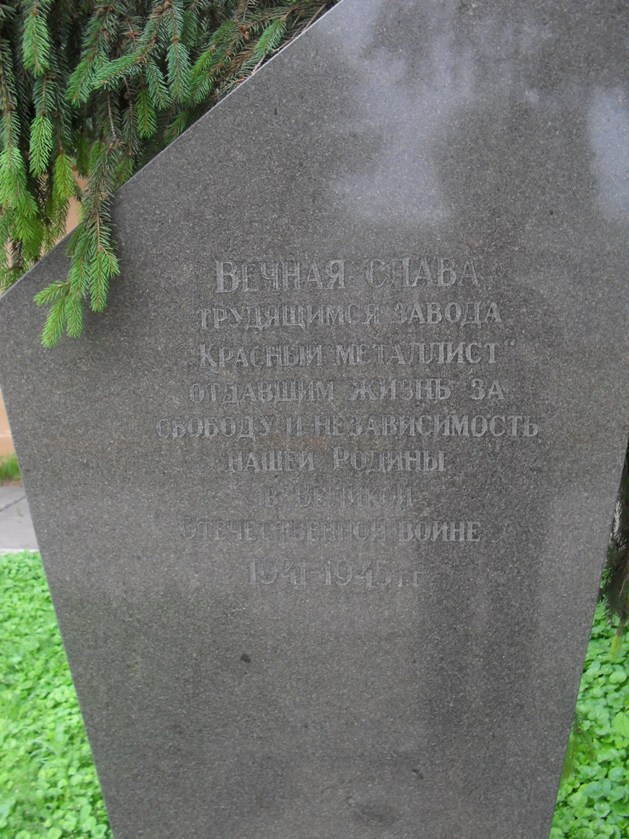 Вечная слава
трудящимся завода
"Красный металлист"
отдавшим жизнь за
свободу и независимость
нашей Родины
в Великой
Отечественной войне
1941-1945 гг